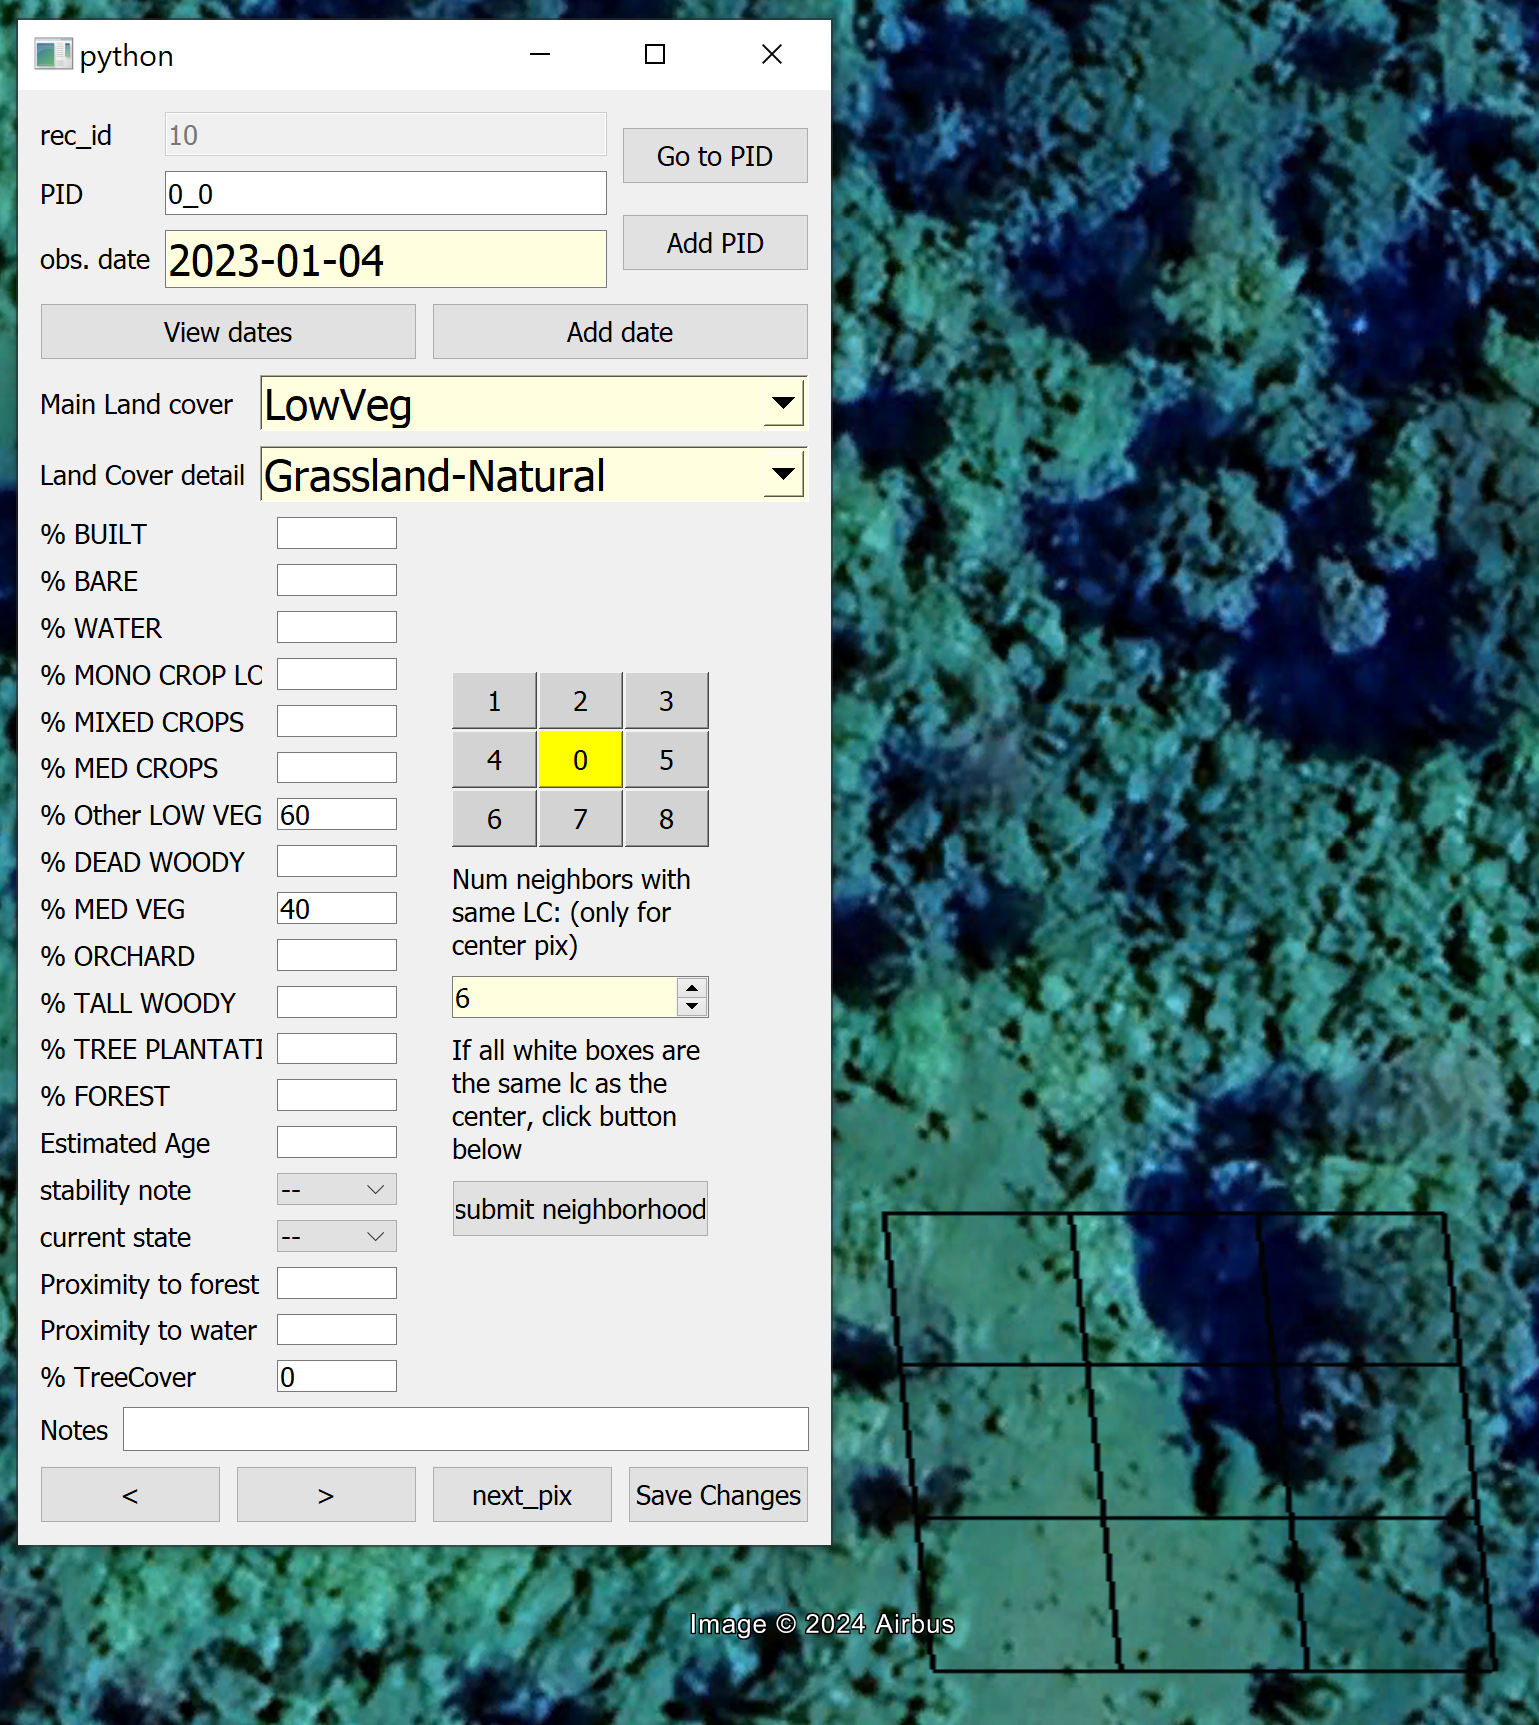 python
rec_id 10
Go to PID
PID 0_0
Add PID
obs. date 2023-01-04
View dates Add date
Main Land cover LowVeg
Land Cover detail Grassland-Natural
% BUILT
% BARE
% WATER
% MONO CROP LO
% MIXED CROPS
% MED CROPS
% Other LOW VEG 60
% DEAD WOODY
% MED VEG 40
% ORCHARD
% TALL WOODY
% TREE PLANTATI
% FOREST
Estimated Age
stability note --
current state --
Proximity to forest
Proximity to water
% TreeCover 0
1 2 3
4 0 5
6 7 8
Num neighbors with
same LC: (only for
center pix)
6
If all white boxes are
the same lc as the
center, click button
below
submit neighborhood
Notes
< > next_pix Save Changes
Image © 2024 Airbus